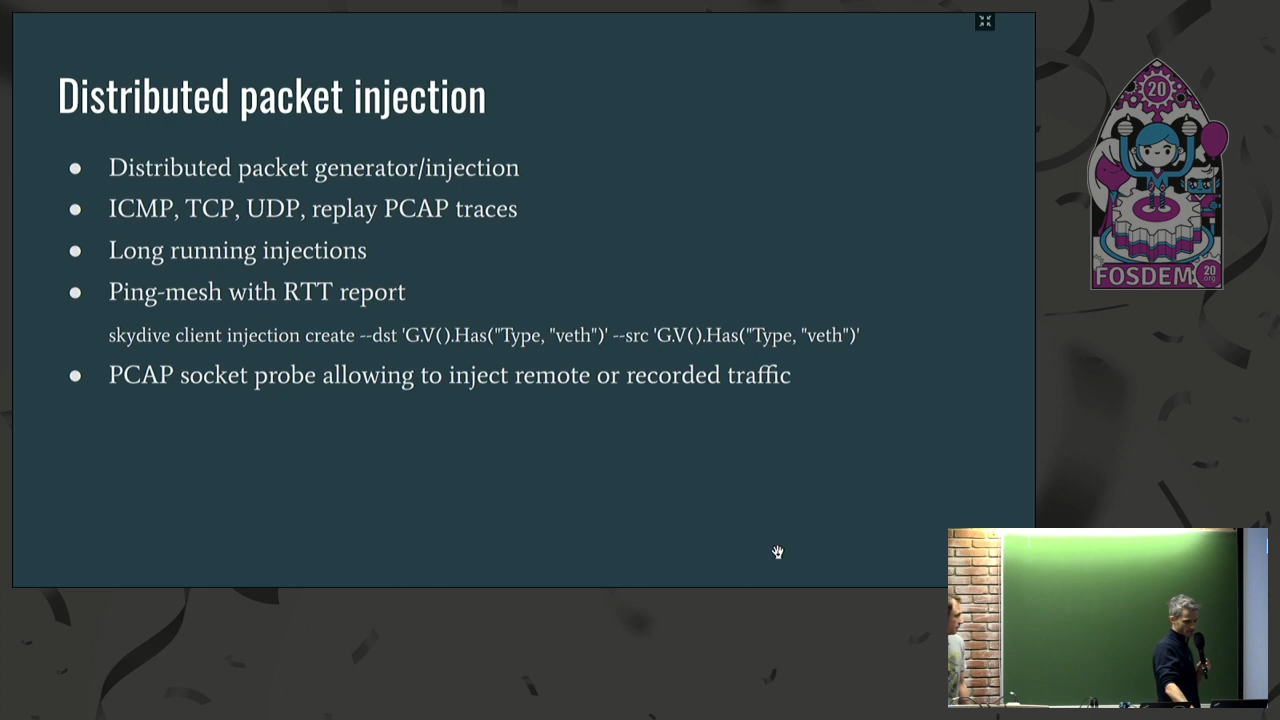 Distributed packet injection
● Distributed packet generator/injection
● ICMP, TCP, UDP, replay PCAP traces
● Long running injections
● Ping-mesh with RTT report
skydive client injection create --dst 'G.V().Has("Type, "veth")' --src 'G.V().Has("Type, "veth")'
● PCAP socket probe allowing to inject remote or recorded traffic
20
FOSDEM
20
org